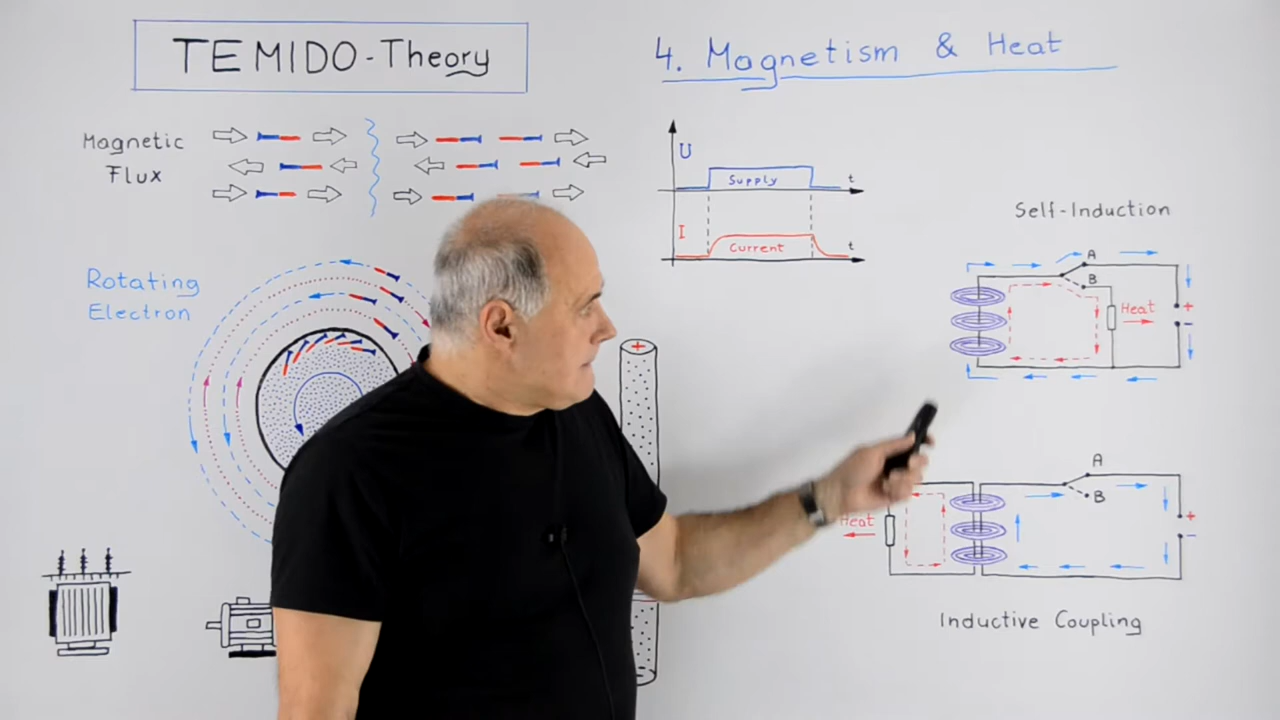 TEMIDO-Theory
4. Magnetism & Heat
Magnetic
Flux
U
Supply
t
I
Current
t
Rotating
Electron
+
Self-Induction
A
B
Heat
+
-
A
B
Heat
+
-
Inductive Coupling